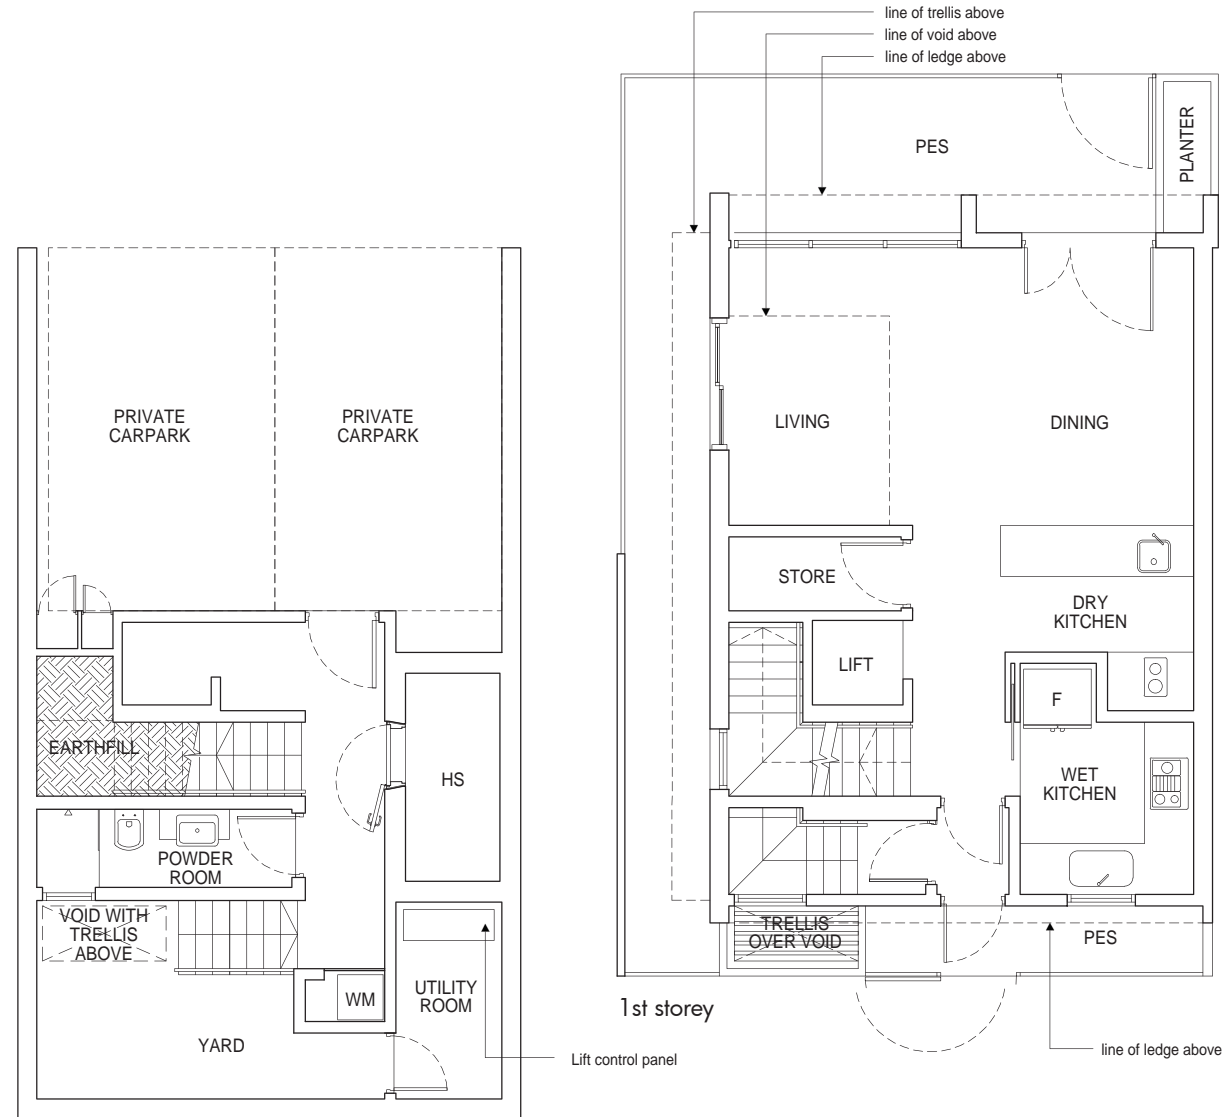 line of trellis above
line of void above
line of ledge above
PES
PLANTER
PRIVATE
CARPARK
PRIVATE
CARPARK
LIVING
DINING
STORE
DRY
KITCHEN
LIFT
F
EARTHFILL
HS
WET
KITCHEN
POWDER
ROOM
VOID WITH
TRELLIS
ABOVE
TRELLIS
OVER VOID
PES
WM
UTILITY
ROOM
1st storey
YARD
Lift control panel
line of ledge above